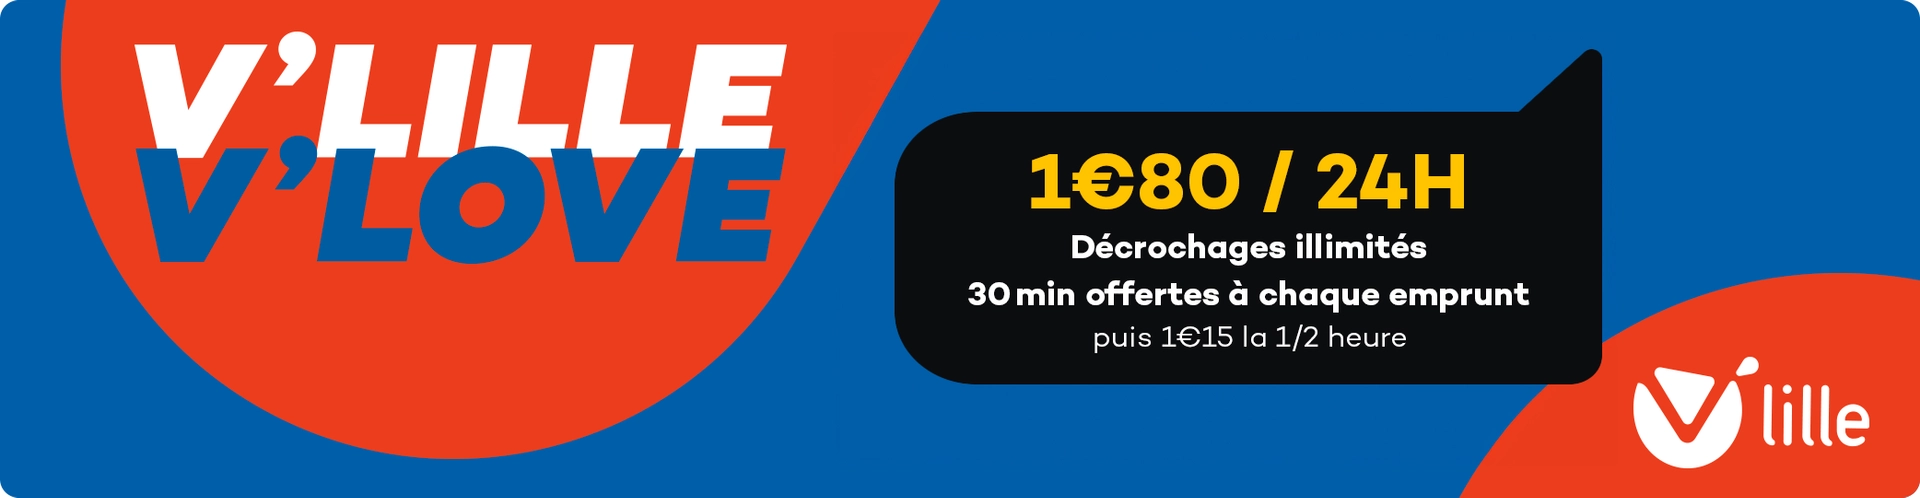 V’LILLE
V’LOVE
1€80 / 24H
Décrochages illimités
30 min offertes à chaque emprunt
puis 1€15 la 1/2 heure
V’lille